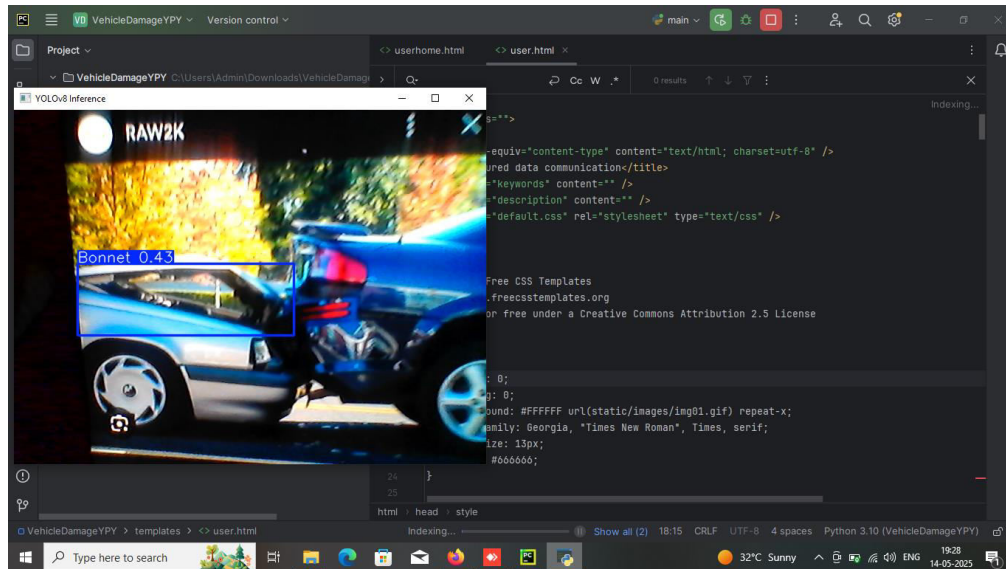 PC VD VehicleDamageYPY Version control main
Project
userhome.html
user.html
VehicleDamageYPY C:\Users\Admin\Downloads\VehicleDamage
Cc W .* 0 results
YOLOv8 Inference
Indexing...
RAW2K
s="">
-equiv="content-type" content="text/html; charset=utf-8" />
ured data communication</title>
="keywords" content="" />
="description" content="" />
="default.css" rel="stylesheet" type="text/css" />
Bonnet 0.43
Free CSS Templates
.freecsstemplates.org
or free under a Creative Commons Attribution 2.5 License
: 0;
g: 0;
ound: #FFFFFF url(static/images/img01.gif) repeat-x;
amily: Georgia, "Times New Roman", Times, serif;
ize: 13px;
#666666;
24 }
25
html › head › style
VehicleDamageYPY > templates > user.html Indexing... Show all (2) 18:15 CRLF UTF-8 4 spaces Python 3.10 (VehicleDamageYPY)
Type here to search
PC
32°C Sunny
ENG
19:28
14-05-2025